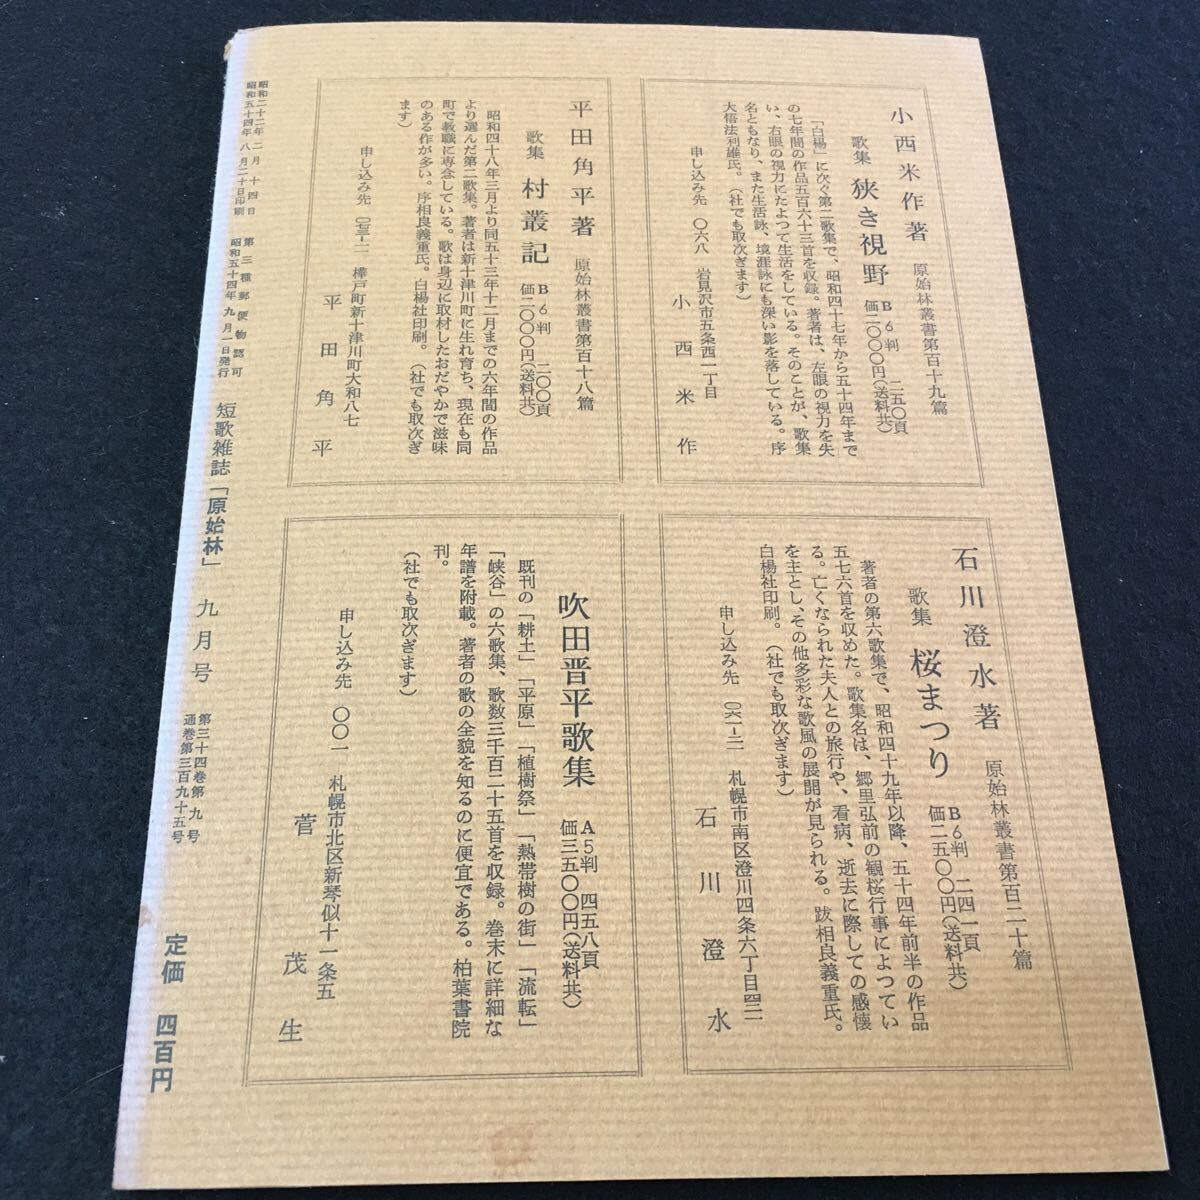 小西米作著　原始林叢書第百十九篇
歌集　狭き視野　B6判　二五〇頁
価二〇〇〇円(送料共)
「白楊」に次ぐ第二歌集で、昭和四十七年から五十四年まで
の七年間の作品五百六十三首を収録。著者は、左眼の視力を失
い、右眼の視力にたよつて生活をしている。そのことが、歌集
名ともなり、また生活詠、境涯詠にも深い影を落している。序
大悟法利雄氏。(社でも取次ぎます)
申し込み先　〇六八　岩見沢市五条西一丁目
小西米作
平田角平著　原始林叢書第百十八篇
歌集　村叢記　B6判　二〇〇頁
価二〇〇〇円(送料共)
昭和四十八年三月より同五十三年十二月までの六年間の作品
より選んだ第二歌集。著者は新十津川町に生れ育ち、現在も同
町で教職に専念している。歌は身辺に取材したおだやかで滋味
のある作が多い。序相良義重氏。白楊社印刷。(社でも取次ぎ
ます)
申し込み先　〇七三-一一　樺戸町新十津川町大和八七
平田角平
石川澄水著　原始林叢書第百二十篇
歌集　桜まつり　B6判　二四一頁
価二五〇〇円(送料共)
著者の第六歌集で、昭和四十九年以降、五十四年前半の作品
五七六首を収めた。歌集名は、郷里弘前の観桜行事によつてい
る。亡くなられた夫人との旅行や、看病、逝去に際しての感懐
を主とし、その他多彩な歌風の展開が見られる。跋相良義重氏。
白楊社印刷。(社でも取次ぎます)
申し込み先　〇六一-二一　札幌市南区澄川四条六丁目四二一
石川澄水
吹田晋平歌集　A5判　四五八頁
価三五〇〇円(送料共)
既刊の「耕土」「平原」「植樹祭」「熱帯樹の街」「流転」
「峡谷」の六歌集、歌数三千百二十五首を収録。巻末に詳細な
年譜を附載。著者の歌の全貌を知るのに便宜である。柏葉書院
刊。
(社でも取次ぎます)
申し込み先　〇〇一　札幌市北区新琴似十一条五
菅茂生
昭和二十二年二月十四日　第三種郵便物認可
昭和五十四年八月二十日印刷　昭和五十四年九月一日発行
短歌雑誌「原始林」　九月号
第三十四巻第九号
通巻第三百九十五号
定価　四百円